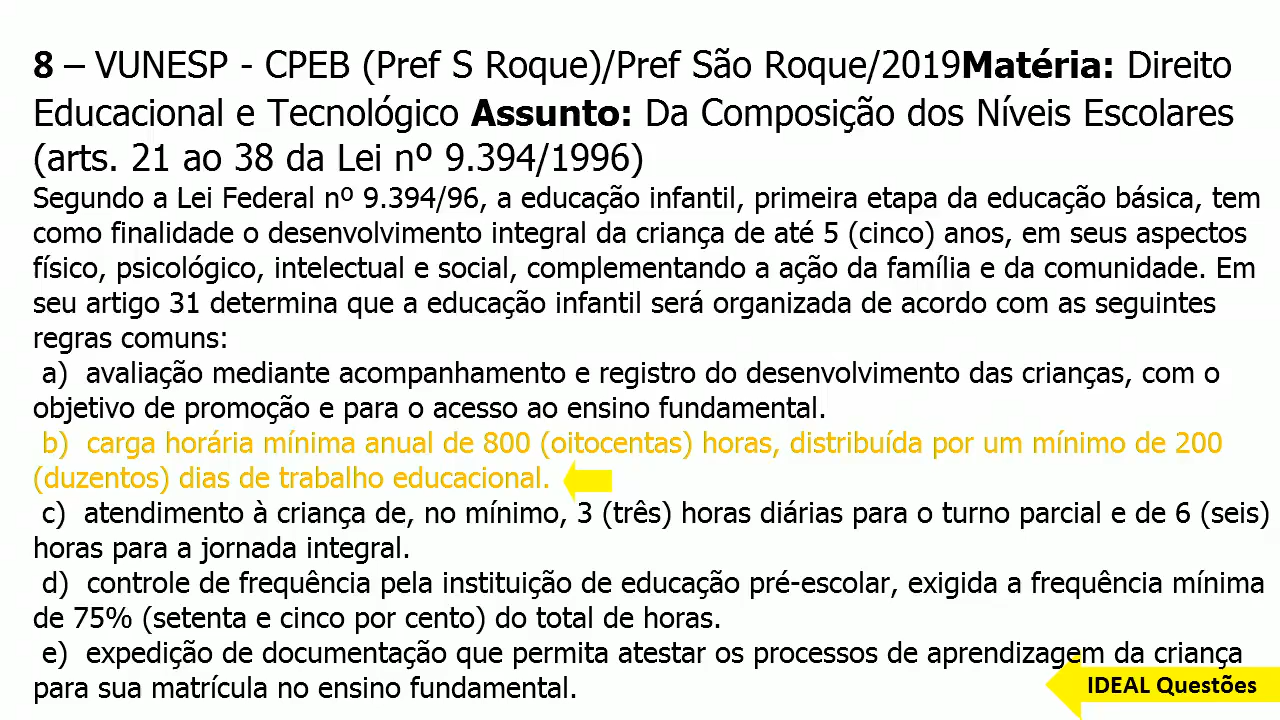 8 – VUNESP - CPEB (Pref S Roque)/Pref São Roque/2019Matéria: Direito
Educacional e Tecnológico Assunto: Da Composição dos Níveis Escolares
(arts. 21 ao 38 da Lei nº 9.394/1996)
Segundo a Lei Federal nº 9.394/96, a educação infantil, primeira etapa da educação básica, tem
como finalidade o desenvolvimento integral da criança de até 5 (cinco) anos, em seus aspectos
físico, psicológico, intelectual e social, complementando a ação da família e da comunidade. Em
seu artigo 31 determina que a educação infantil será organizada de acordo com as seguintes
regras comuns:
a) avaliação mediante acompanhamento e registro do desenvolvimento das crianças, com o
objetivo de promoção e para o acesso ao ensino fundamental.
b) carga horária mínima anual de 800 (oitocentas) horas, distribuída por um mínimo de 200
(duzentos) dias de trabalho educacional.
c) atendimento à criança de, no mínimo, 3 (três) horas diárias para o turno parcial e de 6 (seis)
horas para a jornada integral.
d) controle de frequência pela instituição de educação pré-escolar, exigida a frequência mínima
de 75% (setenta e cinco por cento) do total de horas.
e) expedição de documentação que permita atestar os processos de aprendizagem da criança
para sua matrícula no ensino fundamental.
IDEAL Questões